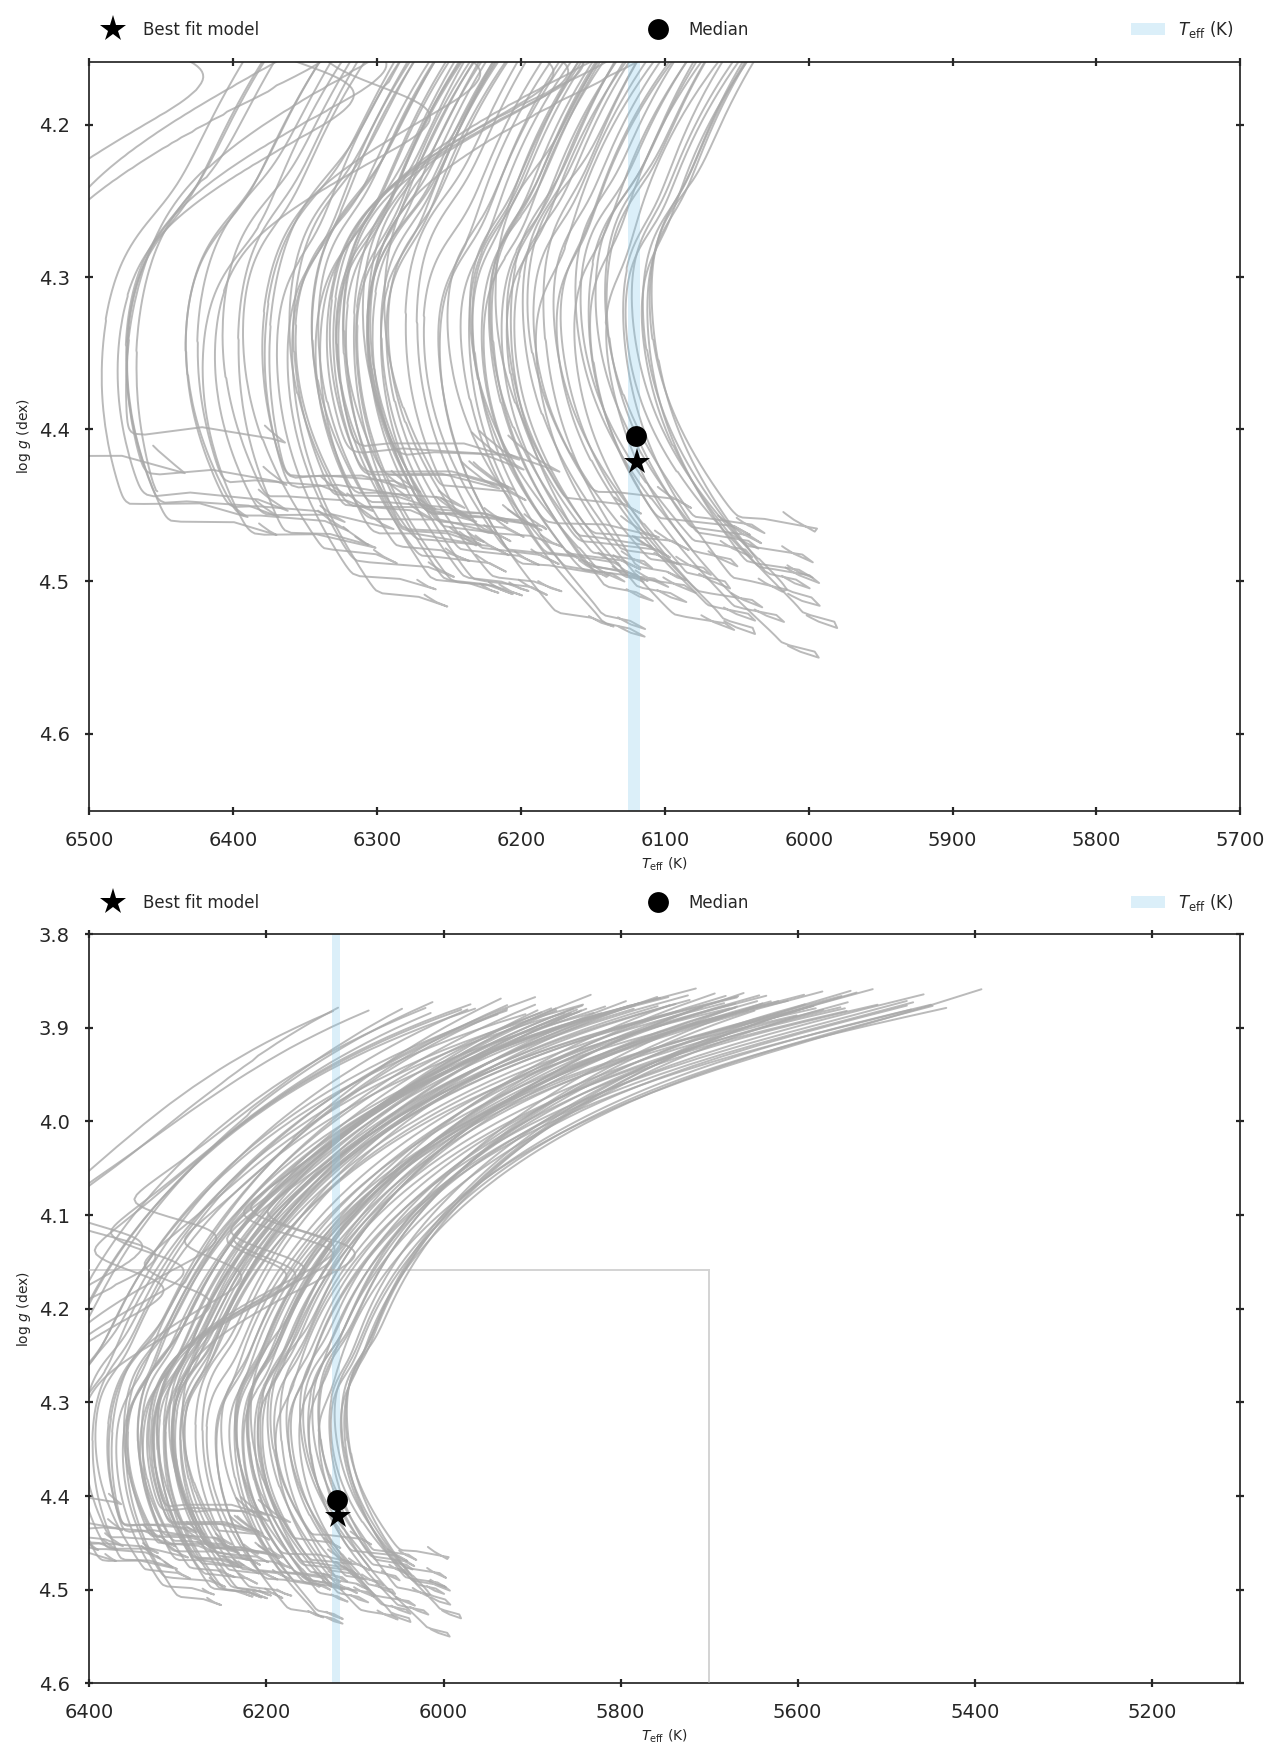 Best fit model Median T_eff (K)
4.2
4.3
4.4
4.5
4.6
log g (dex)
6500 6400 6300 6200 6100 6000 5900 5800 5700
T_eff (K)
Best fit model Median T_eff (K)
3.8
3.9
4.0
4.1
4.2
4.3
4.4
4.5
4.6
log g (dex)
6400 6200 6000 5800 5600 5400 5200
T_eff (K)